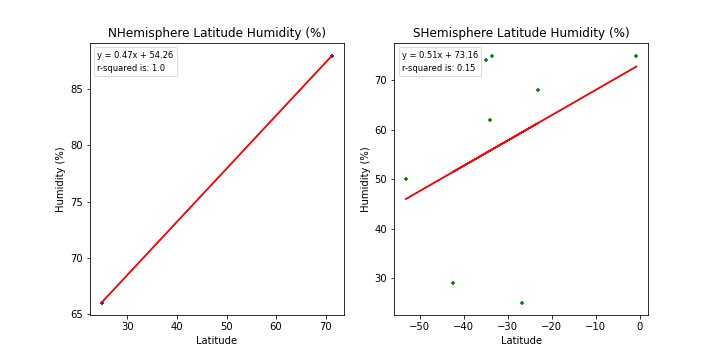 NHemisphere Latitude Humidity (%)
y = 0.47x + 54.26
r-squared is: 1.0
85
80
75
70
65
Humidity (%)
30
40
50
60
70
Latitude
SHemisphere Latitude Humidity (%)
y = 0.51x + 73.16
r-squared is: 0.15
70
60
50
40
30
Humidity (%)
−50
−40
−30
−20
−10
0
Latitude